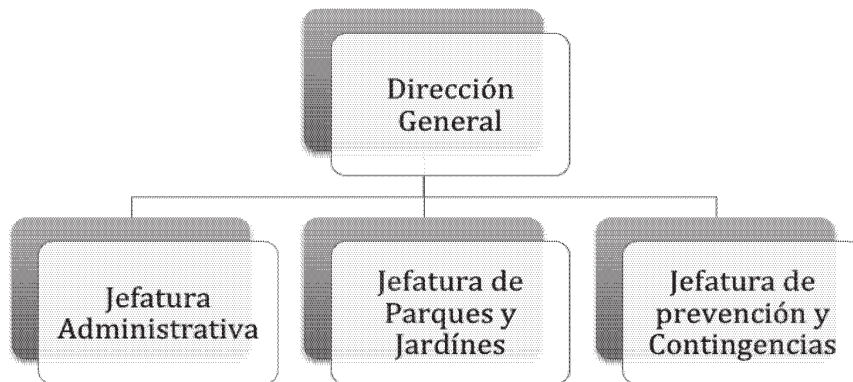 Dirección
General
Jefatura
Administrativa
Jefatura de
Parques y
Jardínes
Jefatura de
prevención y
Contingencias